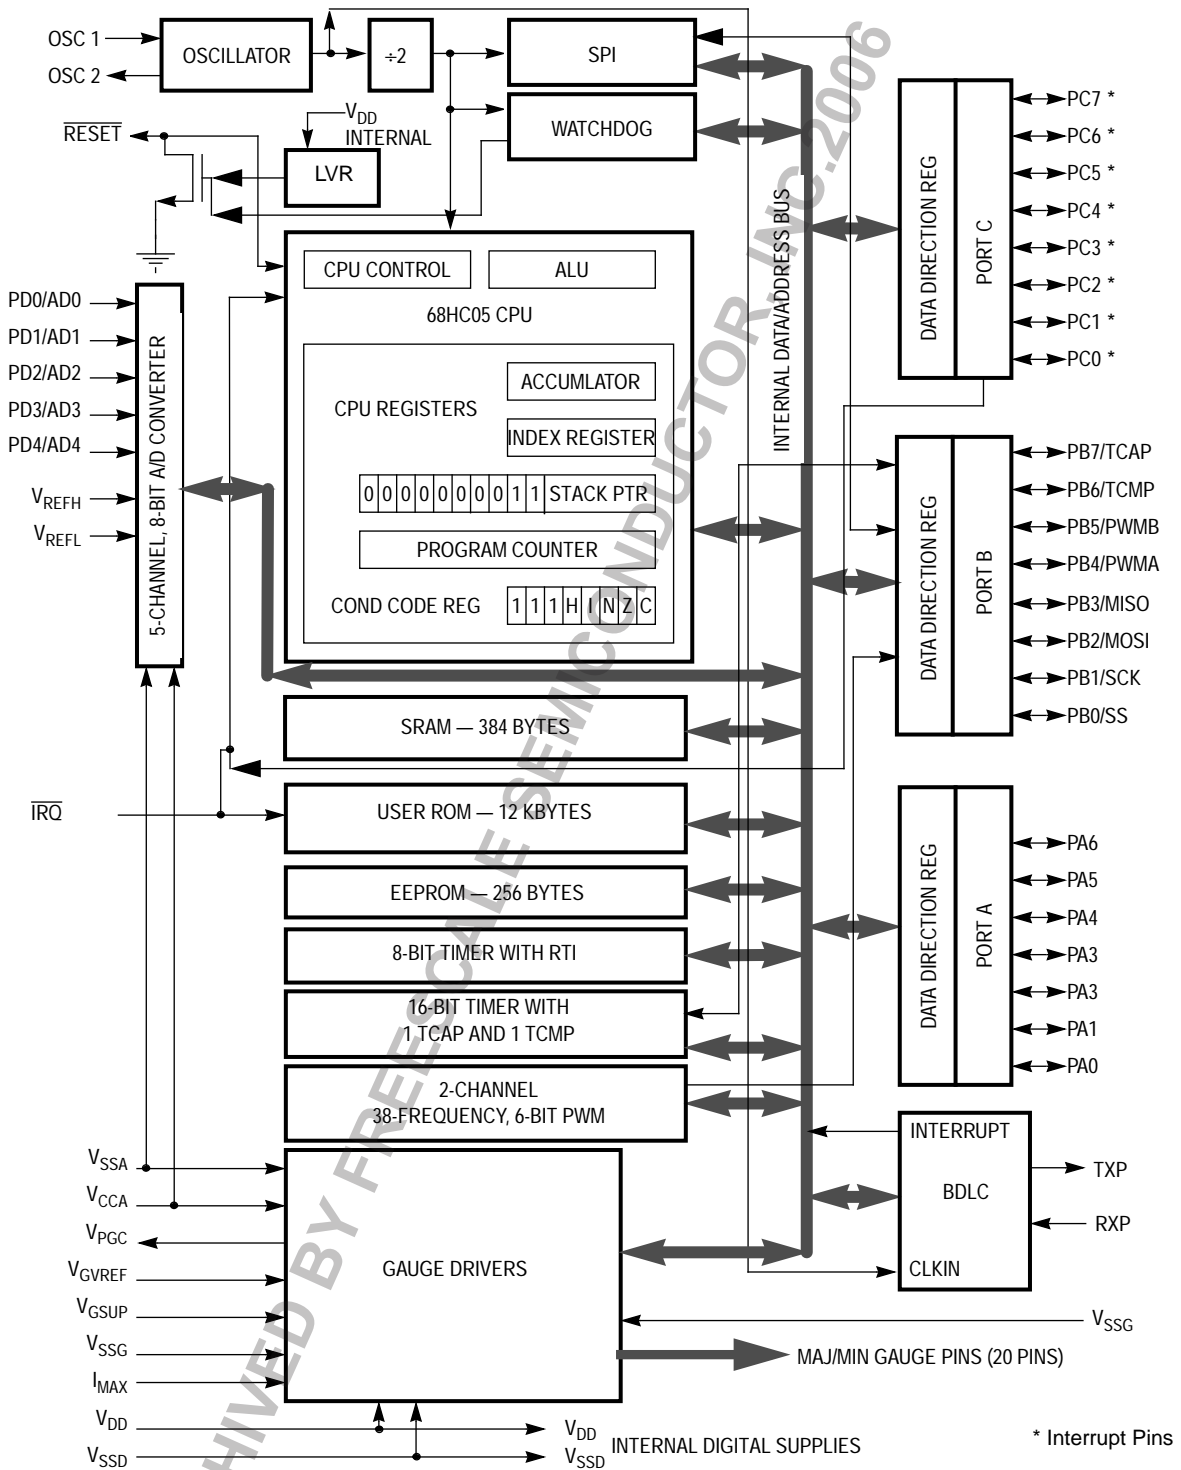 OSC 1
OSC 2
OSCILLATOR
÷2
SPI
WATCHDOG
RESET
VDD
INTERNAL
LVR
CPU CONTROL
ALU
68HC05 CPU
CPU REGISTERS
ACCUMLATOR
INDEX REGISTER
0 0 0 0 0 0 0 0 1 1 STACK PTR
PROGRAM COUNTER
COND CODE REG
1 1 1 H I N Z C
PD0/AD0
PD1/AD1
PD2/AD2
PD3/AD3
PD4/AD4
VREFH
VREFL
5-CHANNEL, 8-BIT A/D CONVERTER
INTERNAL DATA/ADDRESS BUS
DATA DIRECTION REG
PORT C
PC7 *
PC6 *
PC5 *
PC4 *
PC3 *
PC2 *
PC1 *
PC0 *
DATA DIRECTION REG
PORT B
PB7/TCAP
PB6/TCMP
PB5/PWMB
PB4/PWMA
PB3/MISO
PB2/MOSI
PB1/SCK
PB0/SS
SRAM — 384 BYTES
IRQ
USER ROM — 12 KBYTES
EEPROM — 256 BYTES
8-BIT TIMER WITH RTI
16-BIT TIMER WITH
1 TCAP AND 1 TCMP
2-CHANNEL
38-FREQUENCY, 6-BIT PWM
DATA DIRECTION REG
PORT A
PA6
PA5
PA4
PA3
PA3
PA1
PA0
INTERRUPT
BDLC
CLKIN
TXP
RXP
VSSA
VCCA
VPGC
VGVREF
VGSUP
VSSG
IMAX
VDD
VSSD
GAUGE DRIVERS
VSSG
MAJ/MIN GAUGE PINS (20 PINS)
VDD
VSSD
INTERNAL DIGITAL SUPPLIES
* Interrupt Pins
HIVED BY FREESCALE SEMICONDUCTOR, INC.2006